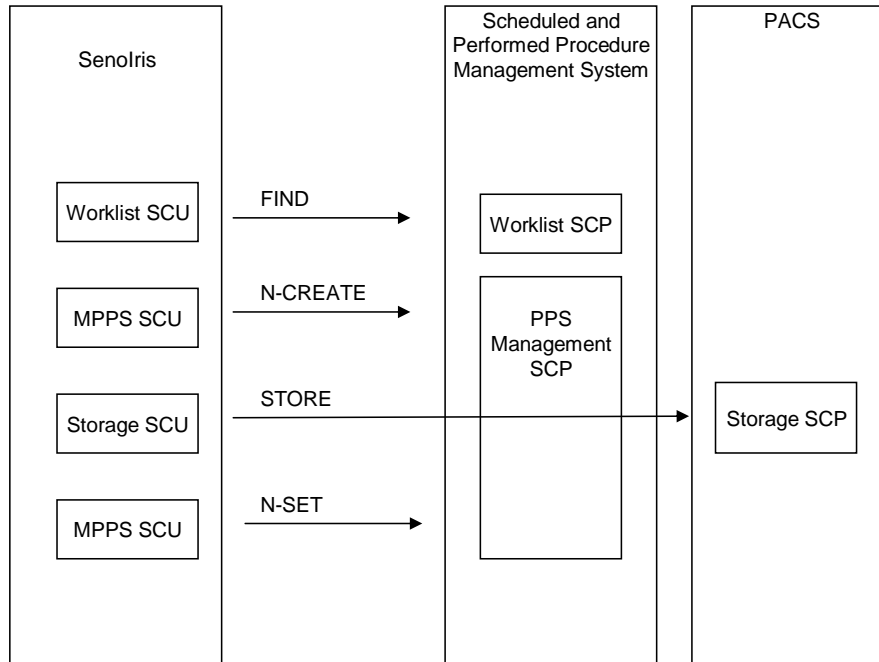 SenoIris
Scheduled and
Performed Procedure
Management System
PACS
Worklist SCU
FIND
Worklist SCP
MPPS SCU
N-CREATE
PPS
Management
SCP
Storage SCU
STORE
Storage SCP
MPPS SCU
N-SET